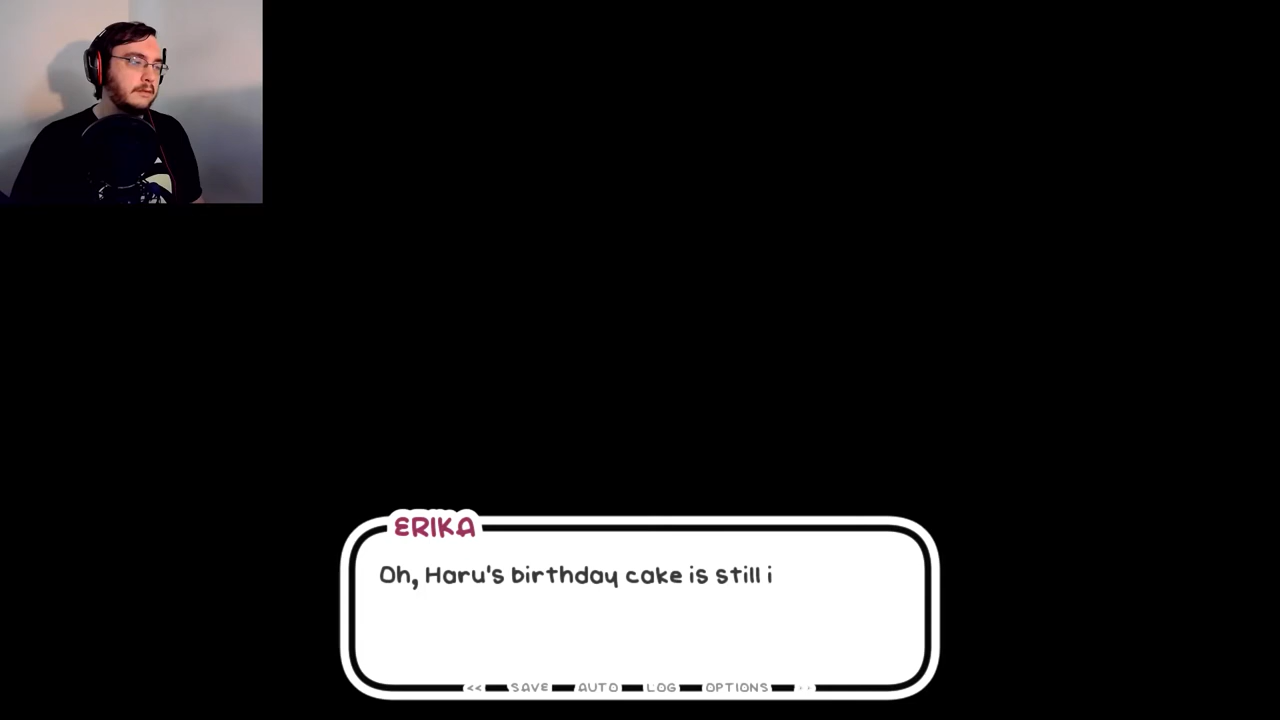 ERIKA
Oh, Haru's birthday cake is still i
<< SAVE AUTO LOG OPTIONS >>